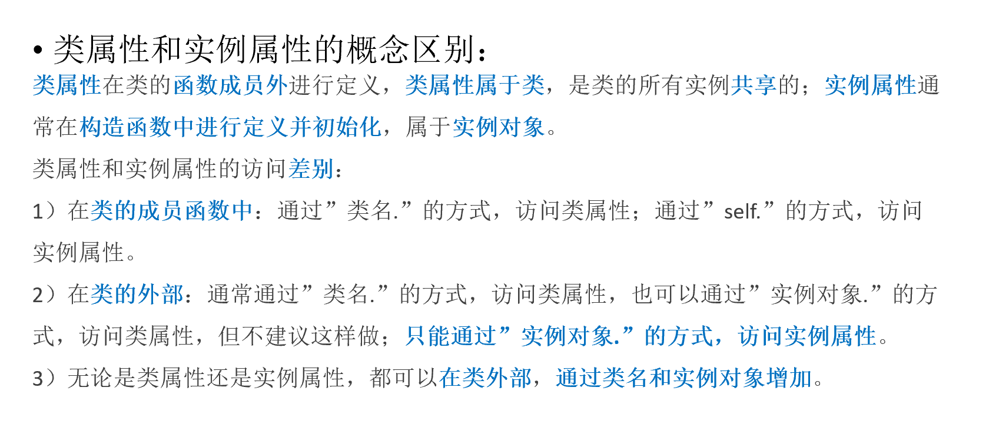 • 类属性和实例属性的概念区别：
类属性在类的函数成员外进行定义，类属性属于类，是类的所有实例共享的；实例属性通
常在构造函数中进行定义并初始化，属于实例对象。
类属性和实例属性的访问差别：
1）在类的成员函数中：通过”类名.”的方式，访问类属性；通过”self.”的方式，访问
实例属性。
2）在类的外部：通常通过”类名.”的方式，访问类属性，也可以通过”实例对象.”的方
式，访问类属性，但不建议这样做；只能通过”实例对象.”的方式，访问实例属性。
3）无论是类属性还是实例属性，都可以在类外部，通过类名和实例对象增加。